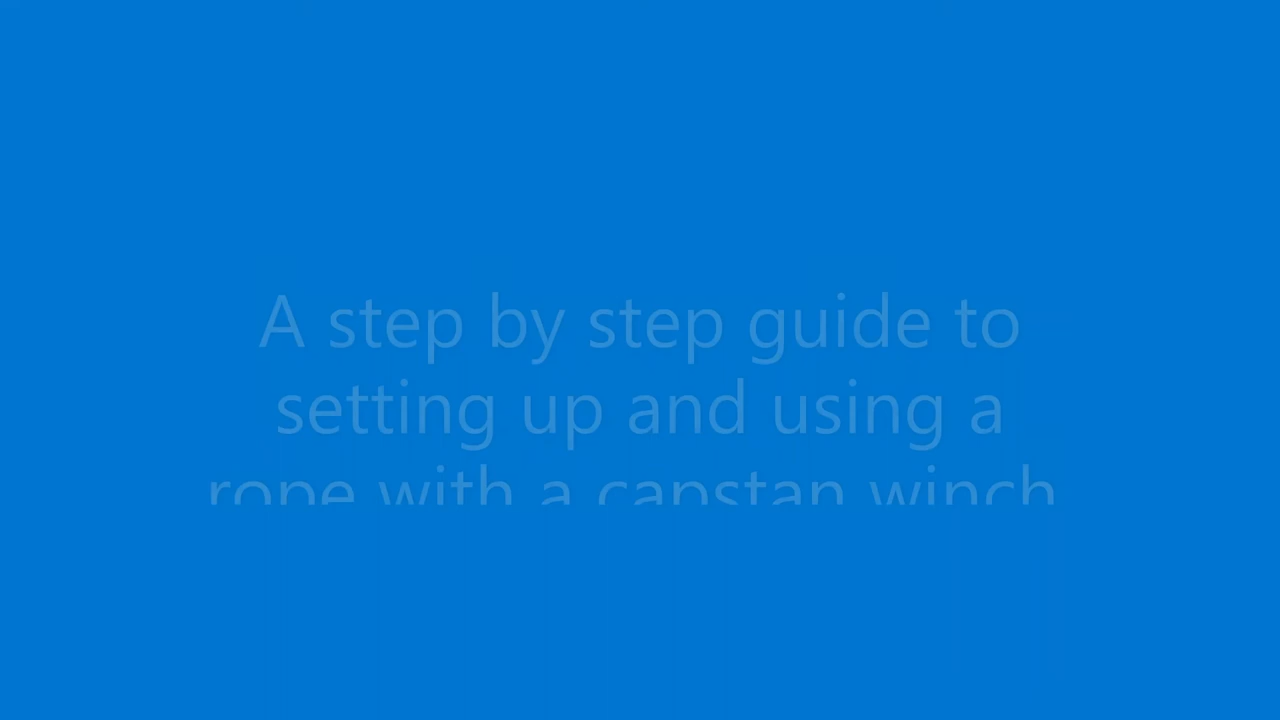 A step by step guide to
setting up and using a
rope with a capstan winch